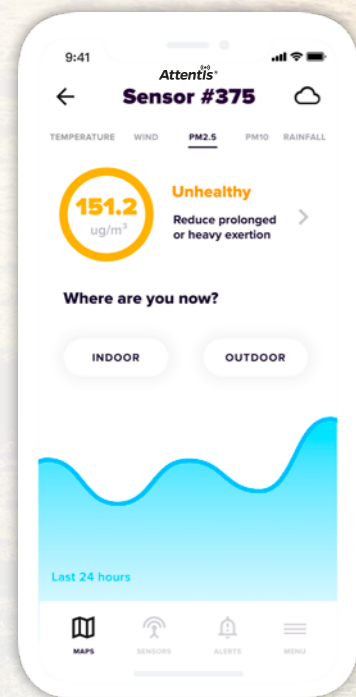 9:41
Attentis®
Sensor #375
TEMPERATURE WIND PM2.5 PM10 RAINFALL
151.2
ug/m³
Unhealthy
Reduce prolonged
or heavy exertion
Where are you now?
INDOOR OUTDOOR
Last 24 hours
MAPS SENSORS ALERTS MENU